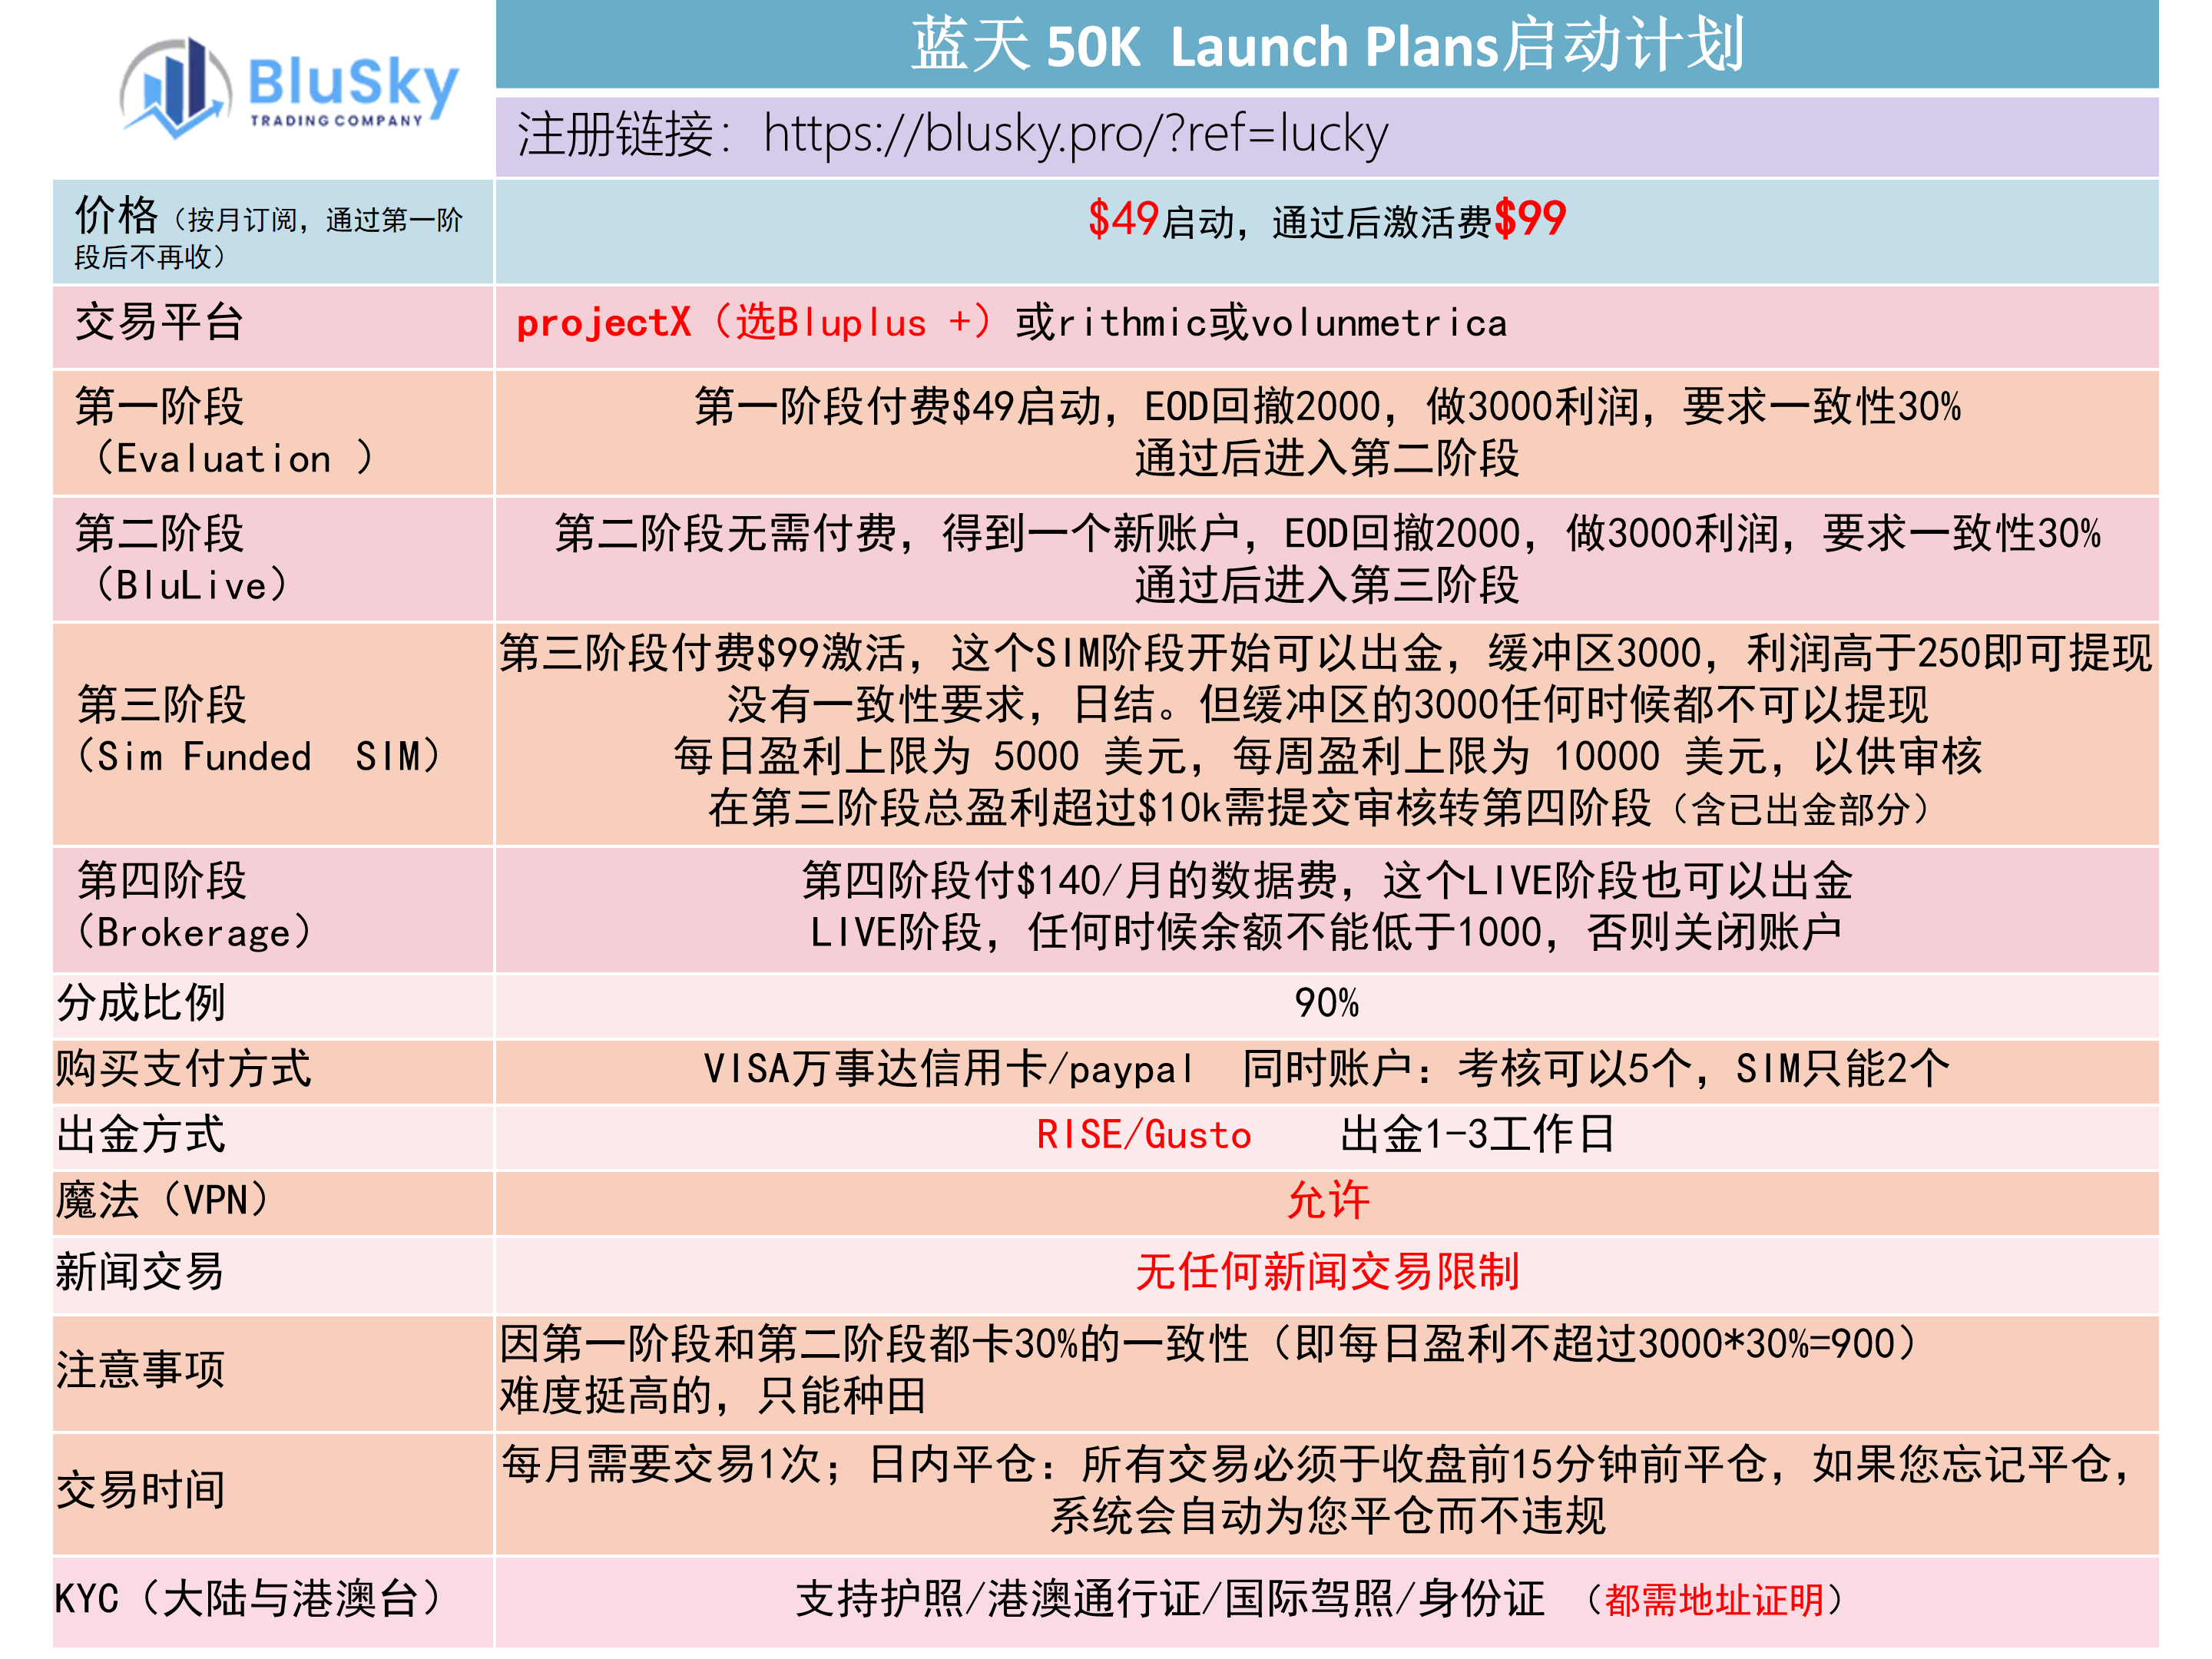 BluSky
TRADING COMPANY
蓝天 50K  Launch Plans启动计划
注册链接：https://blusky.pro/?ref=lucky
价格（按月订阅，通过第一阶
段后不再收）
$49启动，通过后激活费$99
交易平台
projectX（选Bluplus +）或rithmic或volunmetrica
第一阶段
（Evaluation ）
第一阶段付费$49启动，EOD回撤2000，做3000利润，要求一致性30%
通过后进入第二阶段
第二阶段
（BluLive）
第二阶段无需付费，得到一个新账户，EOD回撤2000，做3000利润，要求一致性30%
通过后进入第三阶段
第三阶段
（Sim Funded  SIM）
第三阶段付费$99激活，这个SIM阶段开始可以出金，缓冲区3000，利润高于250即可提现
没有一致性要求，日结。但缓冲区的3000任何时候都不可以提现
每日盈利上限为 5000 美元，每周盈利上限为 10000 美元，以供审核
在第三阶段总盈利超过$10k需提交审核转第四阶段（含已出金部分）
第四阶段
（Brokerage）
第四阶段付$140/月的数据费，这个LIVE阶段也可以出金
LIVE阶段，任何时候余额不能低于1000，否则关闭账户
分成比例
90%
购买支付方式
VISA万事达信用卡/paypal  同时账户：考核可以5个，SIM只能2个
出金方式
RISE/Gusto    出金1-3工作日
魔法（VPN）
允许
新闻交易
无任何新闻交易限制
注意事项
因第一阶段和第二阶段都卡30%的一致性（即每日盈利不超过3000*30%=900）
难度挺高的，只能种田
交易时间
每月需要交易1次；日内平仓：所有交易必须于收盘前15分钟前平仓，如果您忘记平仓，
系统会自动为您平仓而不违规
KYC（大陆与港澳台）
支持护照/港澳通行证/国际驾照/身份证 （都需地址证明）